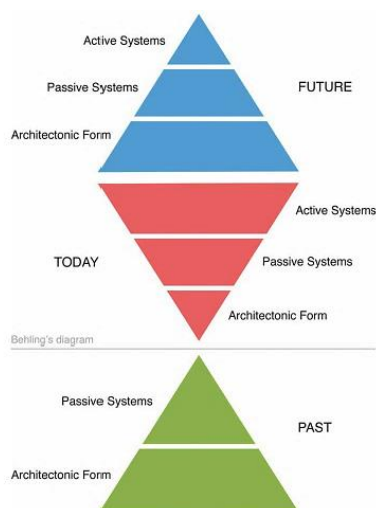 Active Systems
Passive Systems
FUTURE
Architectonic Form
Active Systems
TODAY
Passive Systems
Architectonic Form
Behling's diagram
Passive Systems
PAST
Architectonic Form